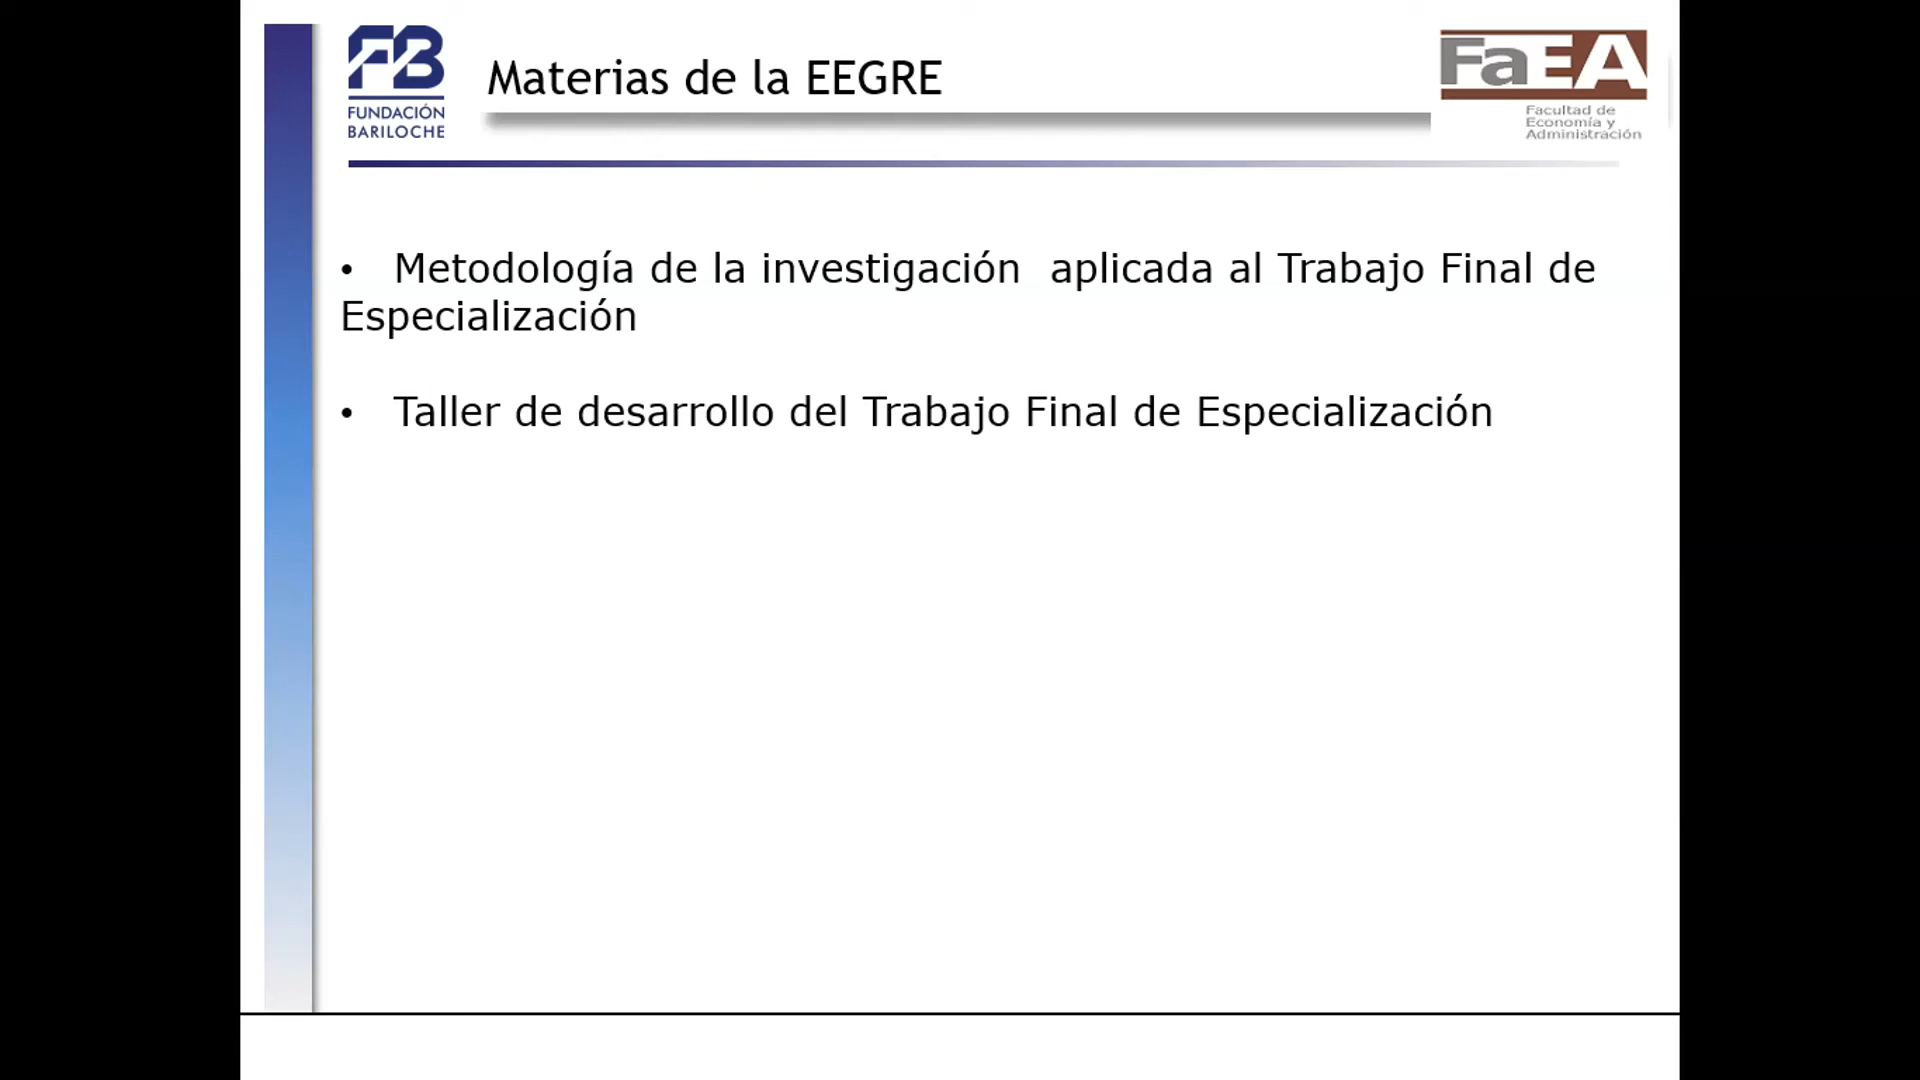 FB
FUNDACIÓN
BARILOCHE
Materias de la EEGRE
FaEA
Facultad de
Economía y
Administración
• Metodología de la investigación  aplicada al Trabajo Final de
Especialización
• Taller de desarrollo del Trabajo Final de Especialización